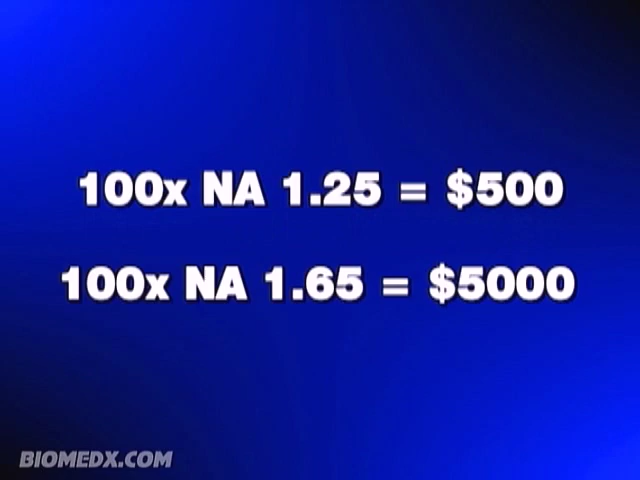 100x NA 1.25 = $500
100x NA 1.65 = $5000
BIOMEDX.COM